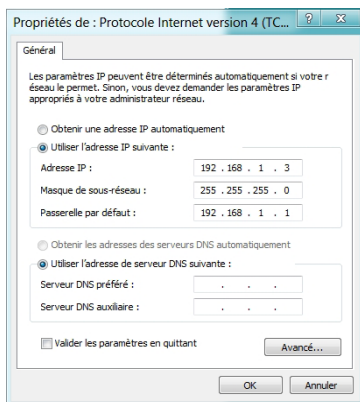 Propriétés de : Protocole Internet version 4 (TC...
Général
Les paramètres IP peuvent être déterminés automatiquement si votre r
éseau le permet. Sinon, vous devez demander les paramètres IP
appropriés à votre administrateur réseau.
Obtenir une adresse IP automatiquement
Utiliser l'adresse IP suivante :
Adresse IP : 192 . 168 . 1 . 3
Masque de sous-réseau : 255 . 255 . 255 . 0
Passerelle par défaut : 192 . 168 . 1 . 1
Obtenir les adresses des serveurs DNS automatiquement
Utiliser l'adresse de serveur DNS suivante :
Serveur DNS préféré : . . .
Serveur DNS auxiliaire : . . .
Valider les paramètres en quittant
Avancé...
OK Annuler